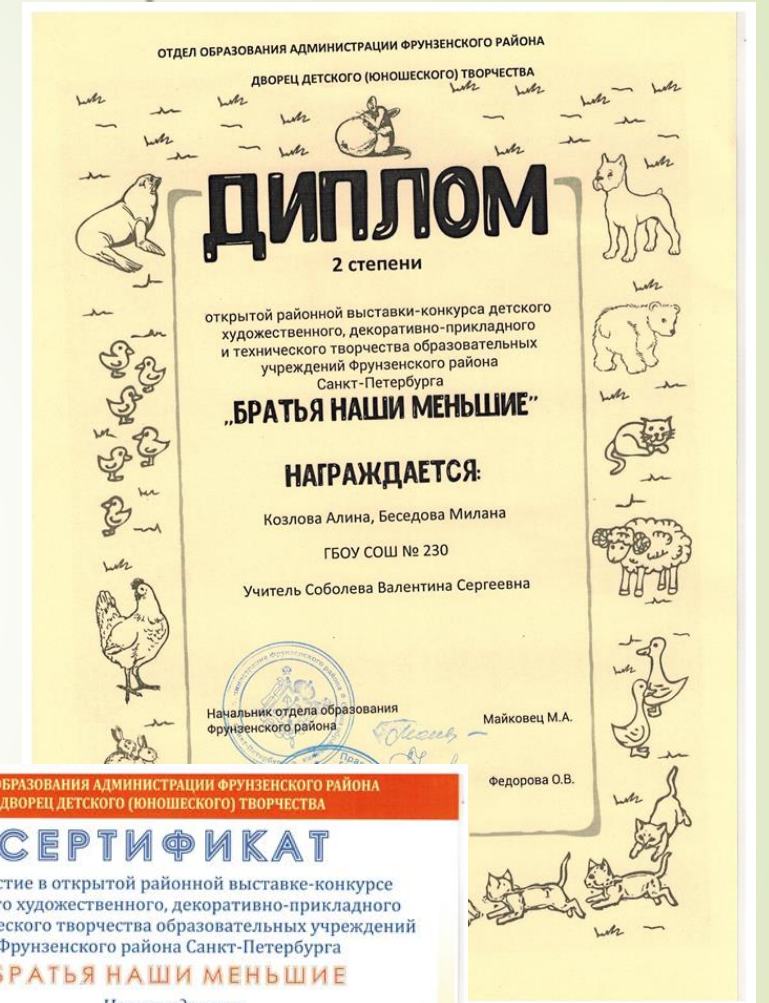 ОТДЕЛ ОБРАЗОВАНИЯ АДМИНИСТРАЦИИ ФРУНЗЕНСКОГО РАЙОНА
ДВОРЕЦ ДЕТСКОГО (ЮНОШЕСКОГО) ТВОРЧЕСТВА
ДИПЛОМ
2 степени
открытой районной выставки-конкурса детского
художественного, декоративно-прикладного
и технического творчества образовательных
учреждений Фрунзенского района
Санкт-Петербурга
„БРАТЬЯ НАШИ МЕНЬШИЕ”
НАГРАЖДАЕТСЯ:
Козлова Алина, Беседова Милана
ГБОУ СОШ № 230
Учитель Соболева Валентина Сергеевна
Начальник отдела образования
Фрунзенского района
Майковец М.А.
Федорова О.В.
БРАЗОВАНИЯ АДМИНИСТРАЦИИ ФРУНЗЕНСКОГО РАЙОНА
ДВОРЕЦ ДЕТСКОГО (ЮНОШЕСКОГО) ТВОРЧЕСТВА
СЕРТИФИКАТ
стие в открытой районной выставке-конкурсе
го художественного, декоративно-прикладного
еского творчества образовательных учреждений
Фрунзенского района Санкт-Петербурга
БРАТЬЯ НАШИ МЕНЬШИЕ